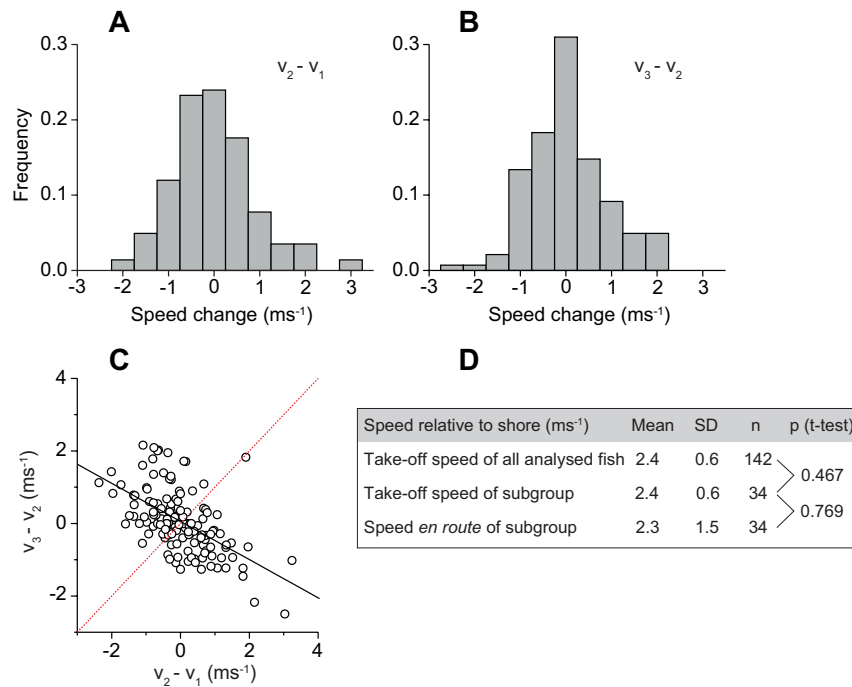 A
0.3
v₂ - v₁
0.2
Frequency
0.1
0.0
-3 -2 -1 0 1 2 3
Speed change (ms⁻¹)
B
0.3
v₃ - v₂
0.2
0.1
0.0
-3 -2 -1 0 1 2 3
Speed change (ms⁻¹)
C
4
2
v₃ – v₂ (ms⁻¹)
0
-2
-2 0 2 4
v₂ – v₁ (ms⁻¹)
D
Speed relative to shore (ms⁻¹) Mean SD n p (t-test)
Take-off speed of all analysed fish 2.4 0.6 142
0.467
Take-off speed of subgroup 2.4 0.6 34
0.769
Speed en route of subgroup 2.3 1.5 34